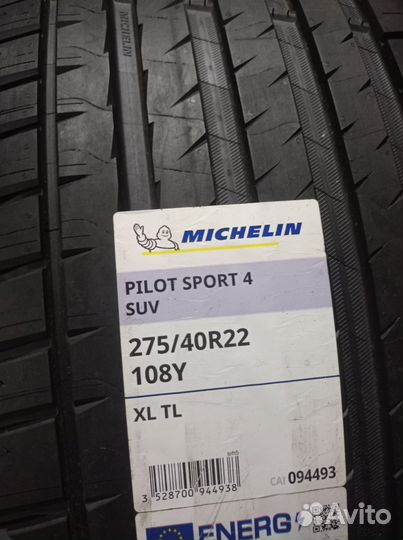 MICHELIN
MICHELIN
PILOT SPORT 4
SUV
275/40R22
108Y
XL TL
3 528700 944938
CAI 094493
ENERG
Avito